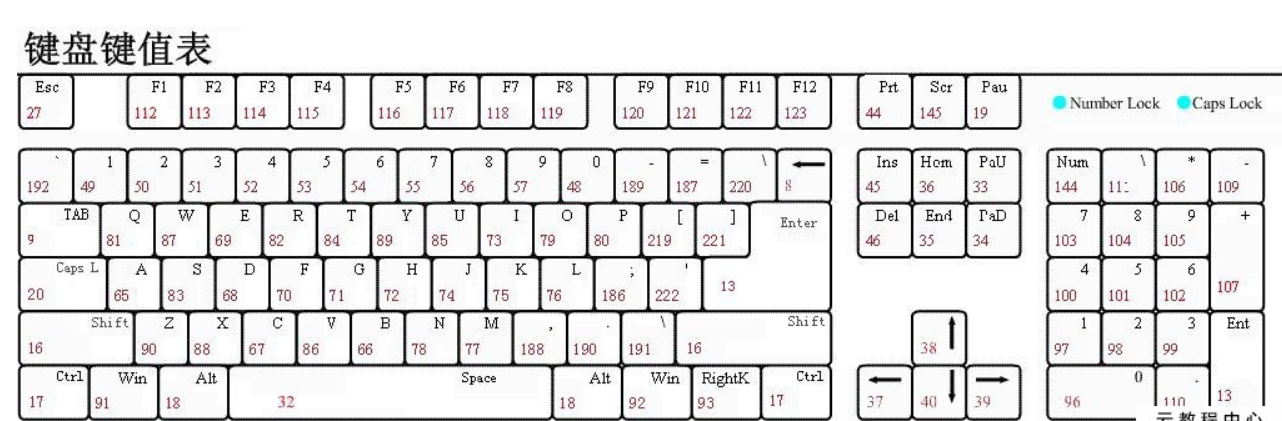 键盘键值表
Esc F1 F2 F3 F4 F5 F6 F7 F8 F9 F10 F11 F12 Prt Scr Pau
27 112 113 114 115 116 117 118 119 120 121 122 123 44 145 19
Number Lock Caps Lock
` 1 2 3 4 5 6 7 8 9 0 - = \ Ins Hom PaU Num \ * -
192 49 50 51 52 53 54 55 56 57 48 189 187 220 8 45 36 33 144 106 109
TAB Q W E R T Y U I O P [ ] Enter Del End PaD 7 8 9 +
9 81 87 69 82 84 89 85 73 79 80 219 221 46 35 34 103 104 105
Caps L A S D F G H J K L ; ' 4 5 6
20 65 83 68 70 71 72 74 75 76 186 222 13 100 101 102 107
Shift Z X C V B N M , . \ Shift 1 2 3 Ent
16 90 88 67 86 66 78 77 188 190 191 16 38 97 98 99
Ctrl Win Alt Space Alt Win RightK Ctrl 0 .
17 91 18 32 18 92 93 17 37 40 39 96 110 13
云教程中心